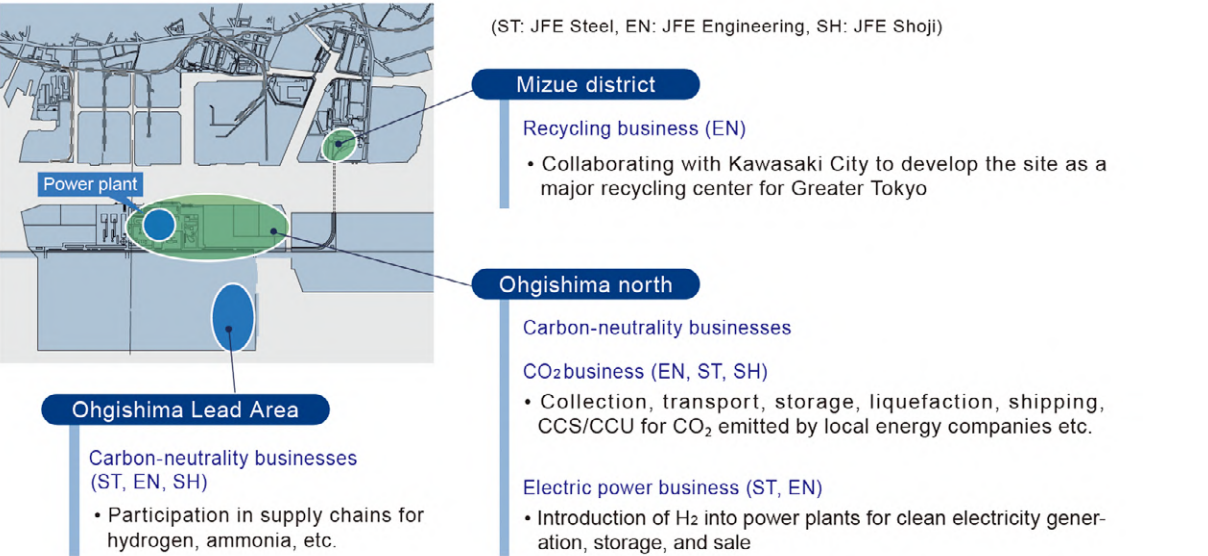 (ST: JFE Steel, EN: JFE Engineering, SH: JFE Shoji)
Mizue district
Recycling business (EN)
• Collaborating with Kawasaki City to develop the site as a
major recycling center for Greater Tokyo
Power plant
Ohgishima north
Carbon-neutrality businesses
CO₂ business (EN, ST, SH)
• Collection, transport, storage, liquefaction, shipping,
CCS/CCU for CO₂ emitted by local energy companies etc.
Electric power business (ST, EN)
• Introduction of H₂ into power plants for clean electricity gener-
ation, storage, and sale
Ohgishima Lead Area
Carbon-neutrality businesses
(ST, EN, SH)
• Participation in supply chains for
hydrogen, ammonia, etc.